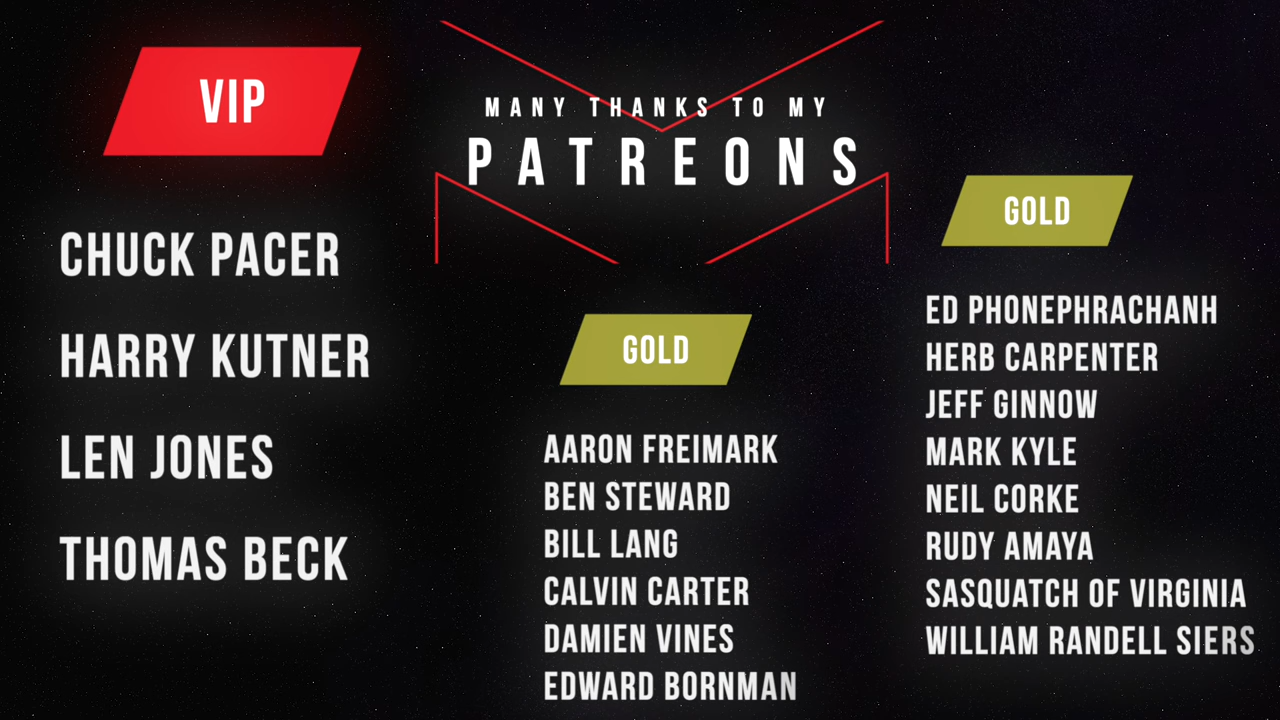 VIP
CHUCK PACER
HARRY KUTNER
LEN JONES
THOMAS BECK
MANY THANKS TO MY
PATREONS
GOLD
AARON FREIMARK
BEN STEWARD
BILL LANG
CALVIN CARTER
DAMIEN VINES
EDWARD BORNMAN
GOLD
ED PHONEPHRACHANH
HERB CARPENTER
JEFF GINNOW
MARK KYLE
NEIL CORKE
RUDY AMAYA
SASQUATCH OF VIRGINIA
WILLIAM RANDELL SIERS